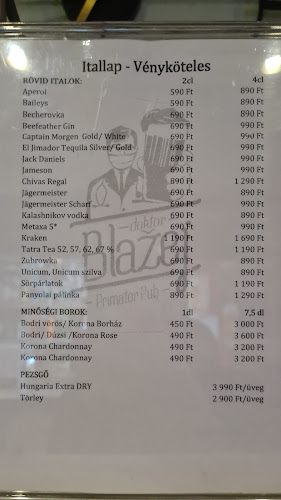 Itallap - Vényköteles
RÖVID ITALOK: 2cl 4cl
Aperol 590 Ft 890 Ft
Baileys 590 Ft 890 Ft
Becherovka 690 Ft 890 Ft
Beefeather Gin 690 Ft 990 Ft
Captain Morgen Gold/ White 690 Ft 990 Ft
El Jimador Tequila Silver/ Gold 690 Ft 990 Ft
Jack Daniels 690 Ft 990 Ft
Jameson 690 Ft 990 Ft
Chivas Regal 890 Ft 1 290 Ft
Jägermeister 690 Ft 890 Ft
Jägermeister Scharf 690 Ft 990 Ft
Kalashnikov vodka 690 Ft 890 Ft
Metaxa 5* 690 Ft 990 Ft
Kraken 1 190 Ft 1 690 Ft
Tatra Tea 52, 57, 62, 67 % 690 Ft 1 190 Ft
Zubrowka 590 Ft 890 Ft
Unicum, Unicum szilva 690 Ft 890 Ft
Sörpárlatok 890 Ft 1 190 Ft
Panyolai pálinka 890 Ft 1 290 Ft
doktor
Blaze
Primator Pub
MINŐSÉGI BOROK: 1dl 7,5 dl
Bodri vörös/ Korona Borház 450 Ft 3 000 Ft
Bodri/ Dúzsi /Korona Rose 490 Ft 3 600 Ft
Korona Chardonnay 490 Ft 3 200 Ft
Korona Chardonnay 490 Ft 3 200 Ft
PEZSGŐ
Hungaria Extra DRY 3 990 Ft/üveg
Törley 2 900 Ft/üveg